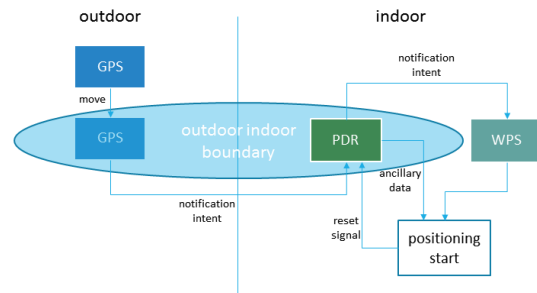 outdoor
indoor
GPS
notification
intent
move
GPS
outdoor indoor
boundary
PDR
WPS
ancillary
data
notification
intent
reset
signal
positioning
start